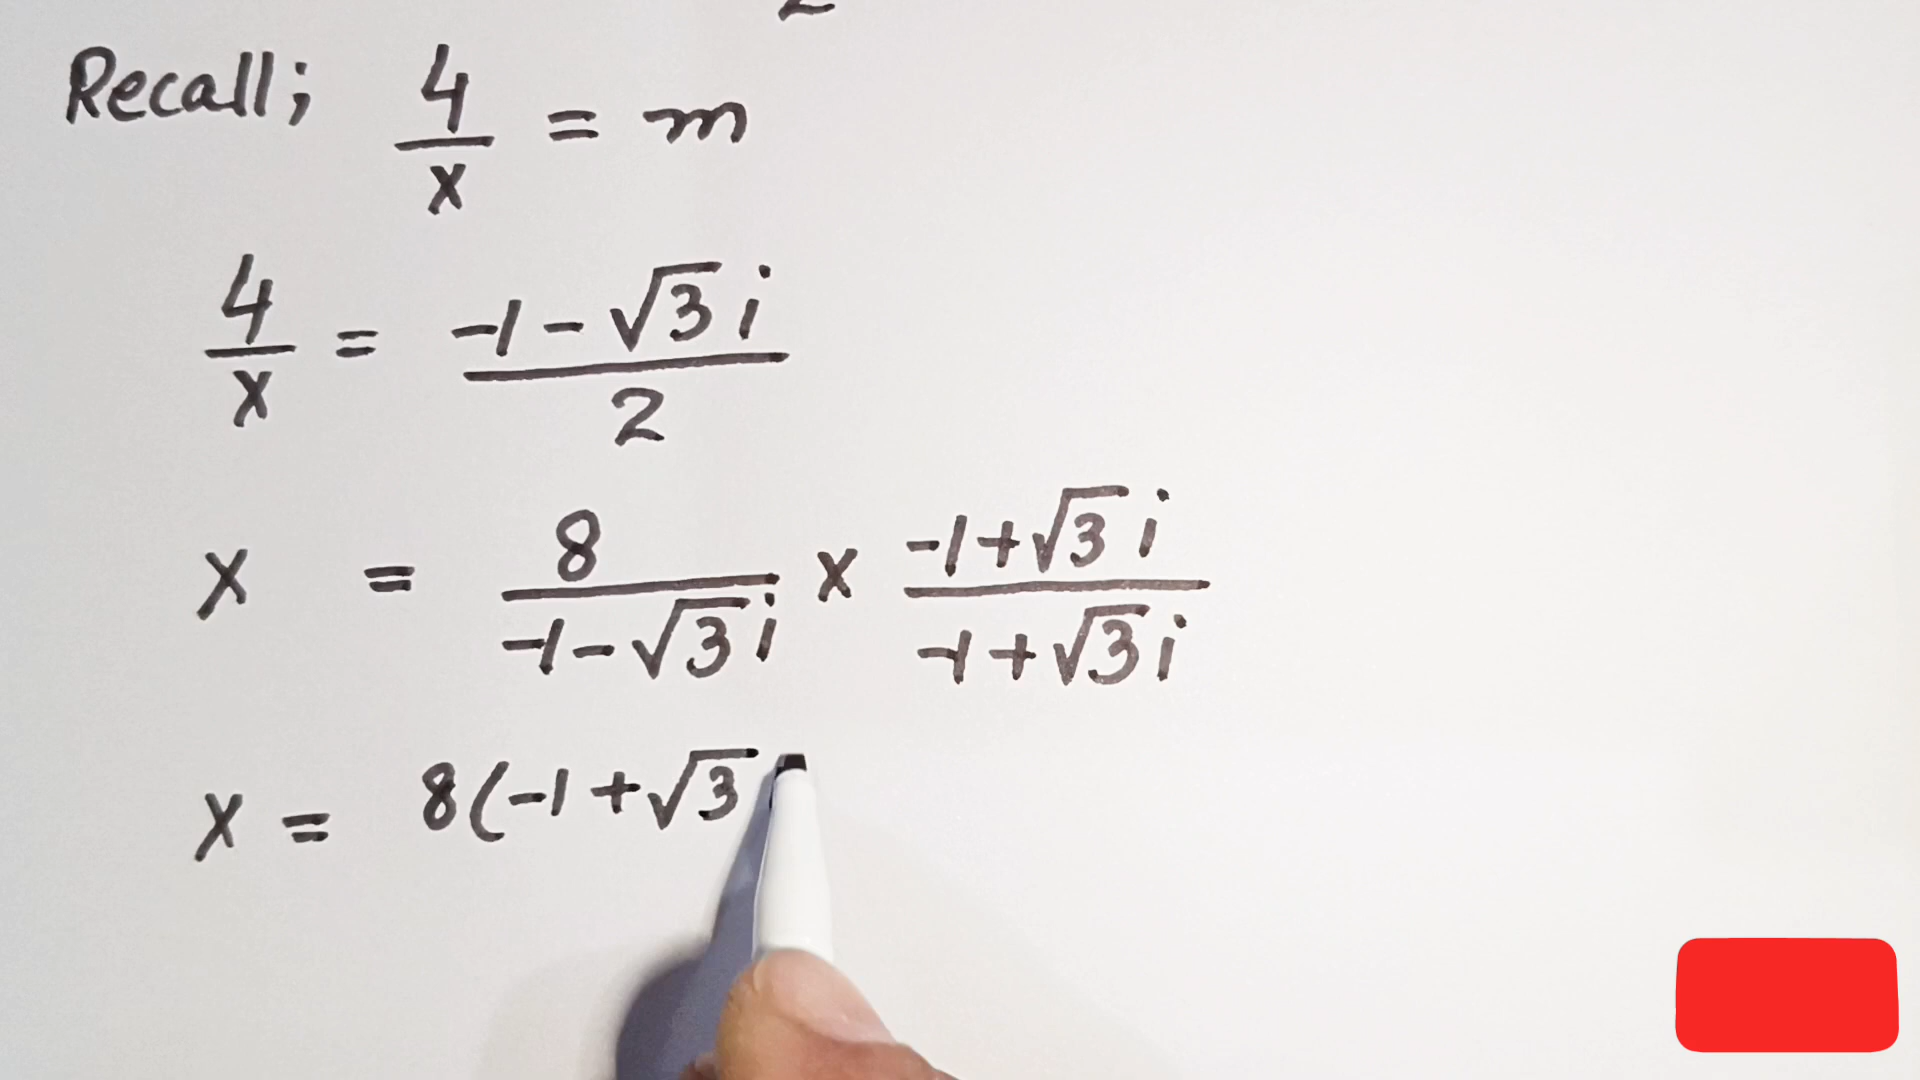 Recall; 4/x = m
4/x = (-1-√3 i)/2
x = 8/(-1-√3 i) x (-1+√3 i)/(-1+√3 i)
x = 8(-1+√3